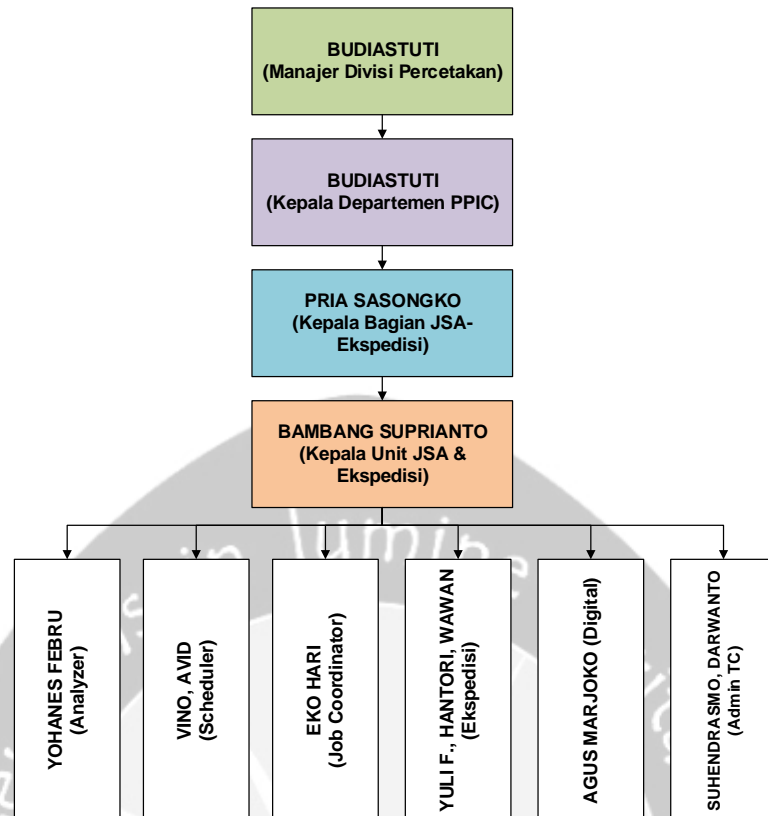 BUDIASTUTI
(Manajer Divisi Percetakan)
BUDIASTUTI
(Kepala Departemen PPIC)
PRIA SASONGKO
(Kepala Bagian JSA-
Ekspedisi)
BAMBANG SUPRIANTO
(Kepala Unit JSA &
Ekspedisi)
YOHANES FEBRU
(Analyzer)
VINO, AVID
(Scheduler)
EKO HARI
(Job Coordinator)
YULI F., HANTORI, WAWAN
(Ekspedisi)
AGUS MARJOKO (Digital)
SUHENDRASMO, DARWANTO
(Admin TC)
in lumine